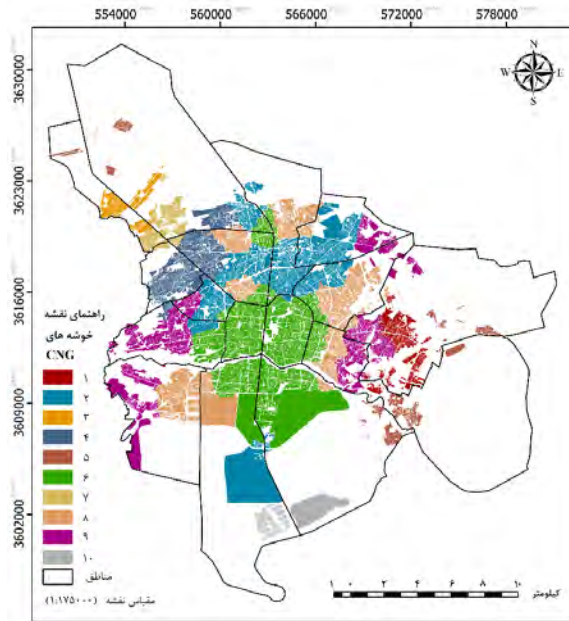 554000 560000 566000 572000 578000
3630000
3623000
3616000
3609000
3602000
N
W E
S
راهنمای نقشه
خوشه های
CNG
۱
۲
۳
۴
۵
۶
۷
۸
۹
۱۰
مناطق
مقیاس نقشه (۱:۱۷۵۰۰۰)
۱ ۰ ۲ ۴ ۶ ۸ ۱۰
کیلومتر